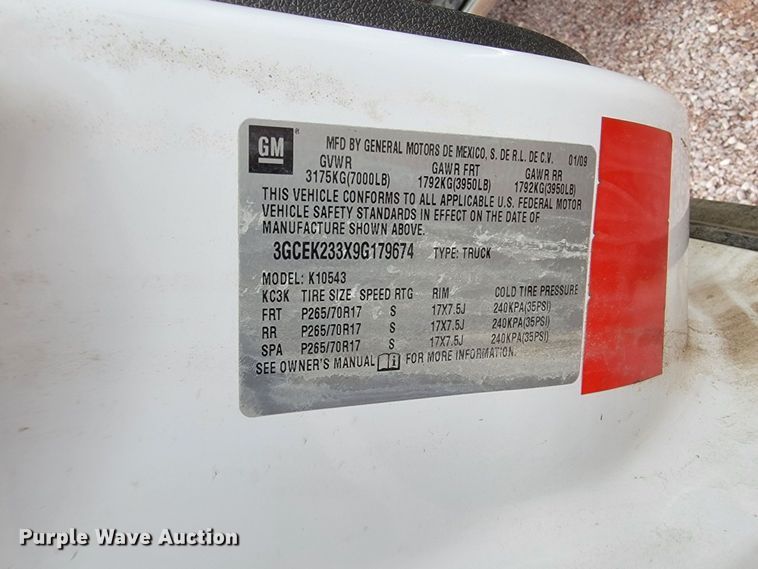 GM ®
MFD BY GENERAL MOTORS DE MEXICO, S. DE R.L. DE C.V. 01/09
GVWR GAWR FRT GAWR RR
3175KG(7000LB) 1792KG(3950LB) 1792KG(3950LB)
THIS VEHICLE CONFORMS TO ALL APPLICABLE U.S. FEDERAL MOTOR
VEHICLE SAFETY STANDARDS IN EFFECT ON THE DATE OF
MANUFACTURE SHOWN ABOVE.
3GCEK233X9G179674 TYPE: TRUCK
MODEL: K10543
KC3K TIRE SIZE SPEED RTG RIM COLD TIRE PRESSURE
FRT P265/70R17 S 17X7.5J 240KPA(35PSI)
RR P265/70R17 S 17X7.5J 240KPA(35PSI)
SPA P265/70R17 S 17X7.5J 240KPA(35PSI)
SEE OWNER'S MANUAL FOR MORE INFORMATION.
Purple Wave Auction